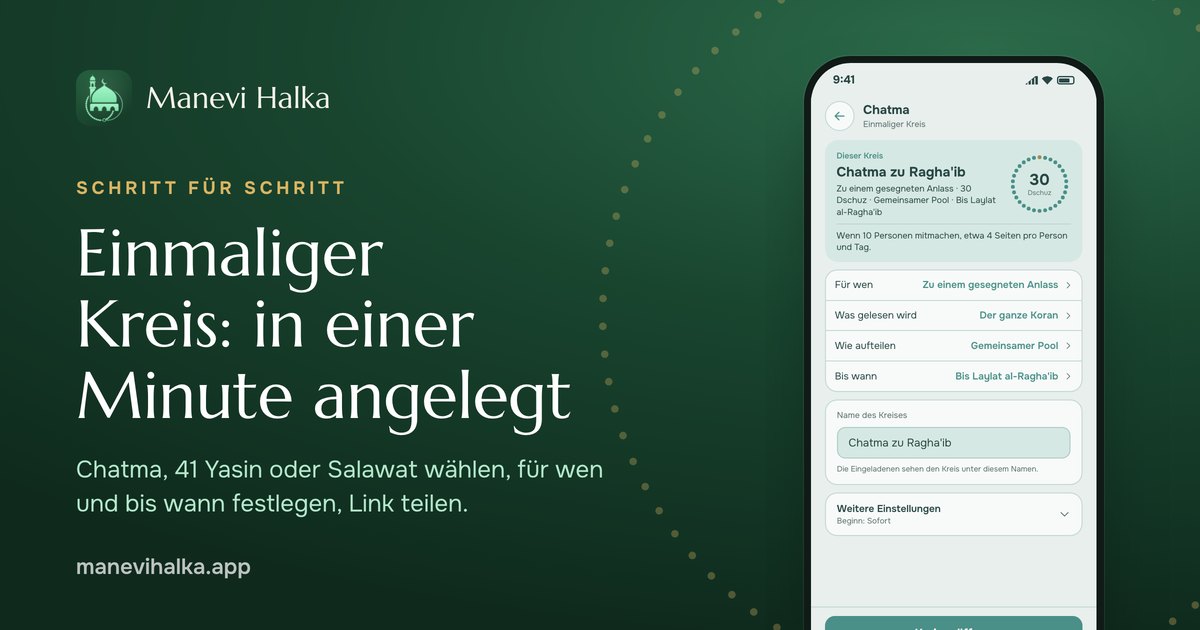 Manevi Halka
SCHRITT FÜR SCHRITT
Einmaliger
Kreis: in einer
Minute angelegt
Chatma, 41 Yasin oder Salawat wählen, für wen
und bis wann festlegen, Link teilen.
manevihalka.app
9:41
Chatma
Einmaliger Kreis
Dieser Kreis
Chatma zu Ragha'ib
Zu einem gesegneten Anlass · 30
Dschuz · Gemeinsamer Pool · Bis Laylat
al-Ragha'ib
30
Dschuz
Wenn 10 Personen mitmachen, etwa 4 Seiten pro Person
und Tag.
Für wen Zu einem gesegneten Anlass
Was gelesen wird Der ganze Koran
Wie aufteilen Gemeinsamer Pool
Bis wann Bis Laylat al-Ragha'ib
Name des Kreises
Chatma zu Ragha'ib
Die Eingeladenen sehen den Kreis unter diesem Namen.
Weitere Einstellungen
Beginn: Sofort